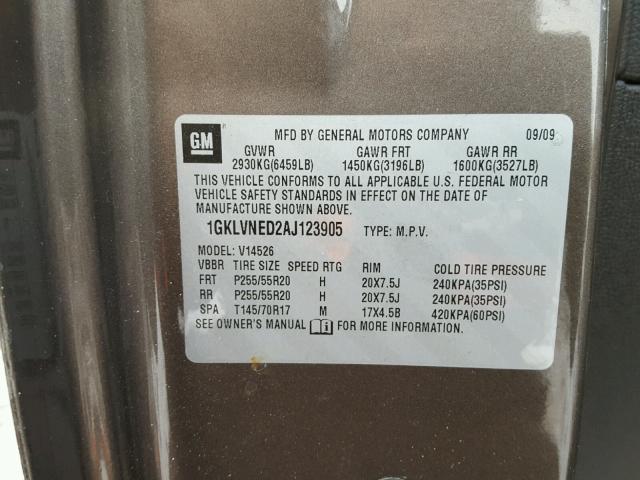 GM
MFD BY GENERAL MOTORS COMPANY 09/09
GVWR GAWR FRT GAWR RR
2930KG(6459LB) 1450KG(3196LB) 1600KG(3527LB)
THIS VEHICLE CONFORMS TO ALL APPLICABLE U.S. FEDERAL MOTOR
VEHICLE SAFETY STANDARDS IN EFFECT ON THE DATE OF
MANUFACTURE SHOWN ABOVE.
1GKLVNED2AJ123905 TYPE: M.P.V.
MODEL: V14526
VBBR TIRE SIZE SPEED RTG RIM COLD TIRE PRESSURE
FRT P255/55R20 H 20X7.5J 240KPA(35PSI)
RR P255/55R20 H 20X7.5J 240KPA(35PSI)
SPA T145/70R17 M 17X4.5B 420KPA(60PSI)
SEE OWNER'S MANUAL FOR MORE INFORMATION.